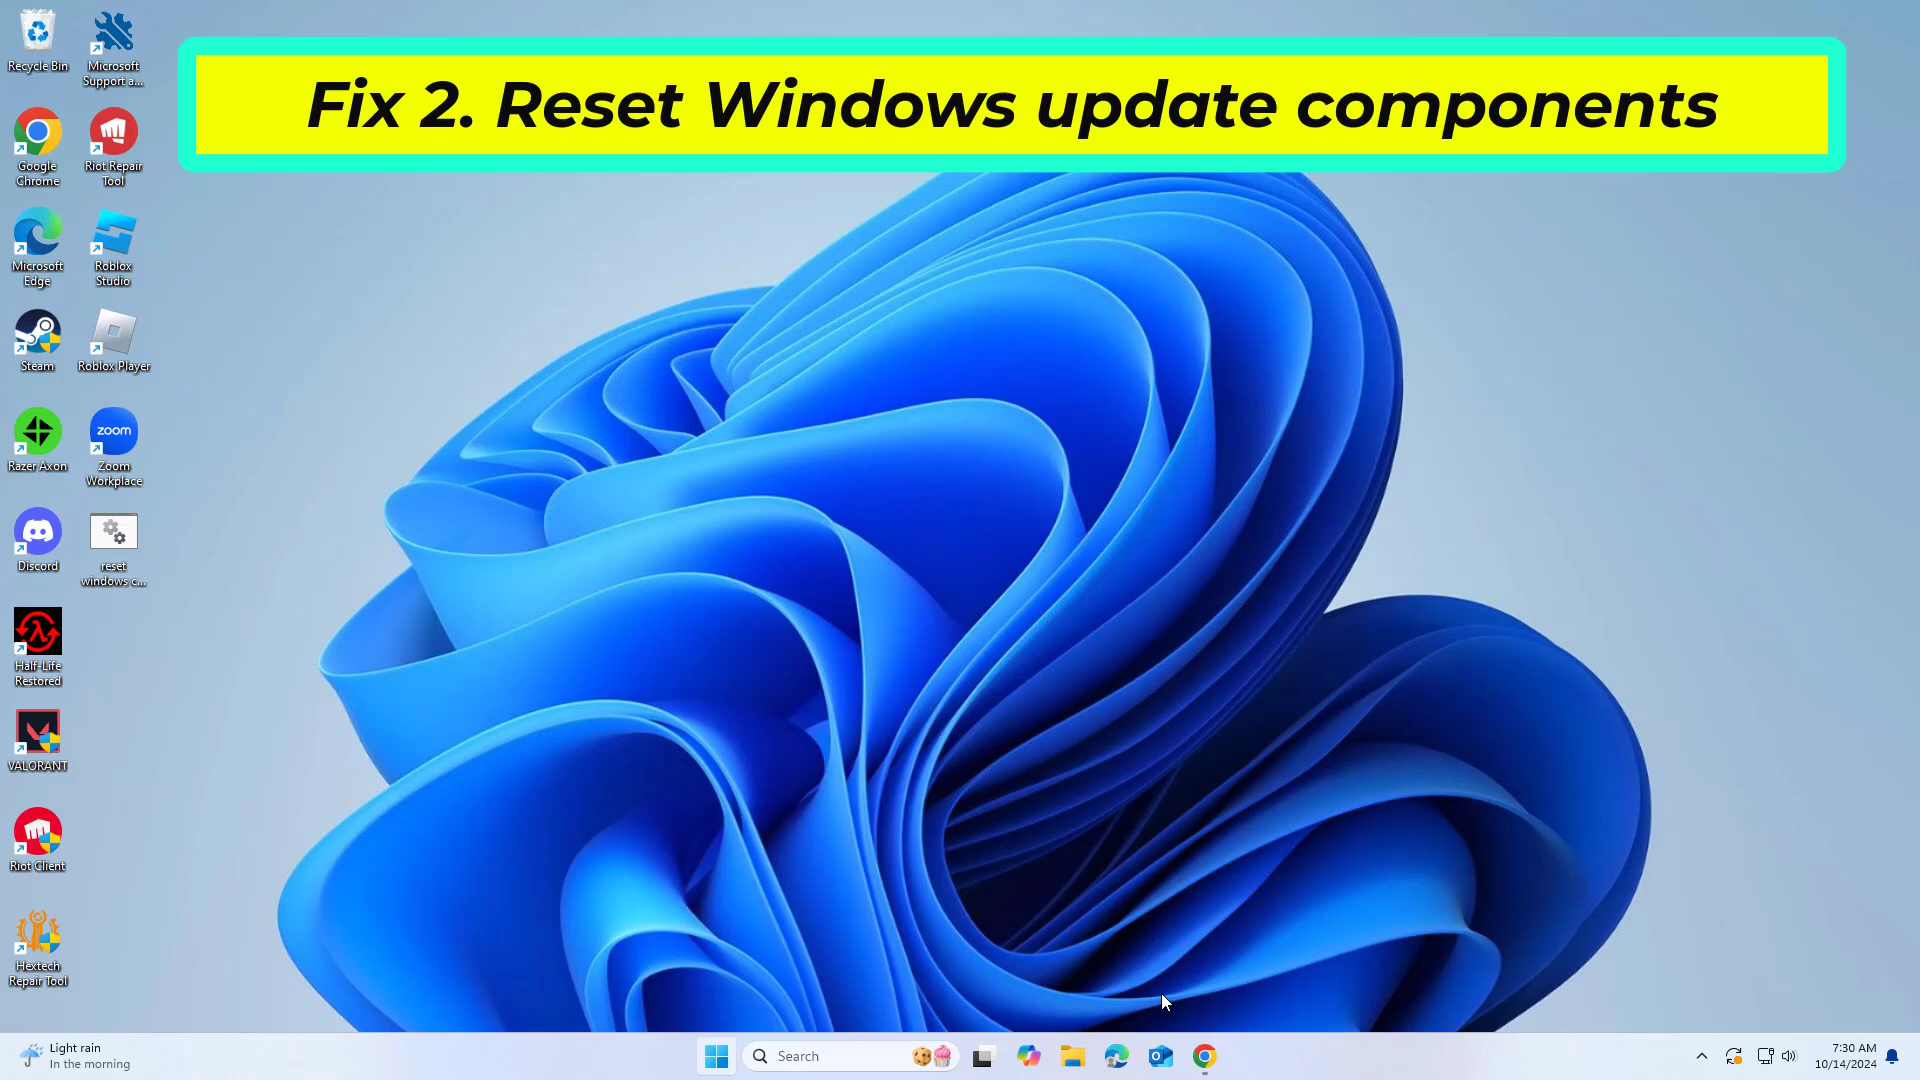 Fix 2. Reset Windows update components
Recycle Bin
Microsoft
Support a...
Google
Chrome
Riot Repair
Tool
Microsoft
Edge
Roblox
Studio
Steam
Roblox Player
Razer Axon
zoom
Zoom
Workplace
Discord
reset
windows c...
Half-Life
Restored
VALORANT
Riot Client
Hextech
Repair Tool
Light rain
In the morning
Search
7:30 AM
10/14/2024